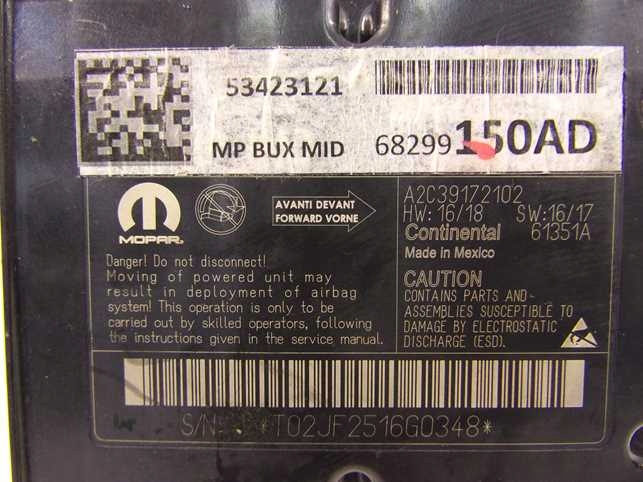 53423121
MP BUX MID 68299150AD
MOPAR
AVANTI DEVANT
FORWARD VORNE
Danger! Do not disconnect!
Moving of powered unit may
result in deployment of airbag
system! This operation is only to be
carried out by skilled operators, following
the instructions given in the service manual.
A2C39172102
HW: 16/18 SW:16/17
Continental 61351A
Made in Mexico
CAUTION
CONTAINS PARTS AND
ASSEMBLIES SUSCEPTIBLE TO
DAMAGE BY ELECTROSTATIC
DISCHARGE (ESD).
S/N T02JF2516G0348*